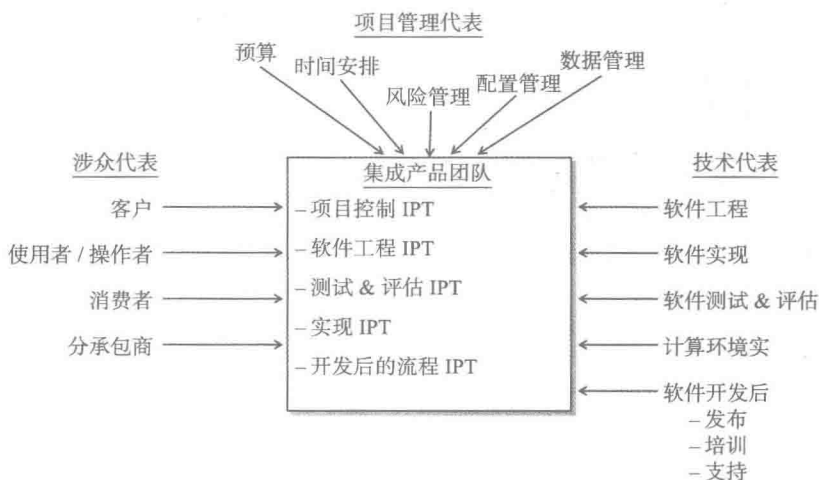 项目管理代表
预算
时间安排
风险管理
配置管理
数据管理
涉众代表
客户
使用者 / 操作者
消费者
分承包商
集成产品团队
– 项目控制 IPT
– 软件工程 IPT
– 测试 & 评估 IPT
– 实现 IPT
– 开发后的流程 IPT
技术代表
软件工程
软件实现
软件测试 & 评估
计算环境实
软件开发后
– 发布
– 培训
– 支持